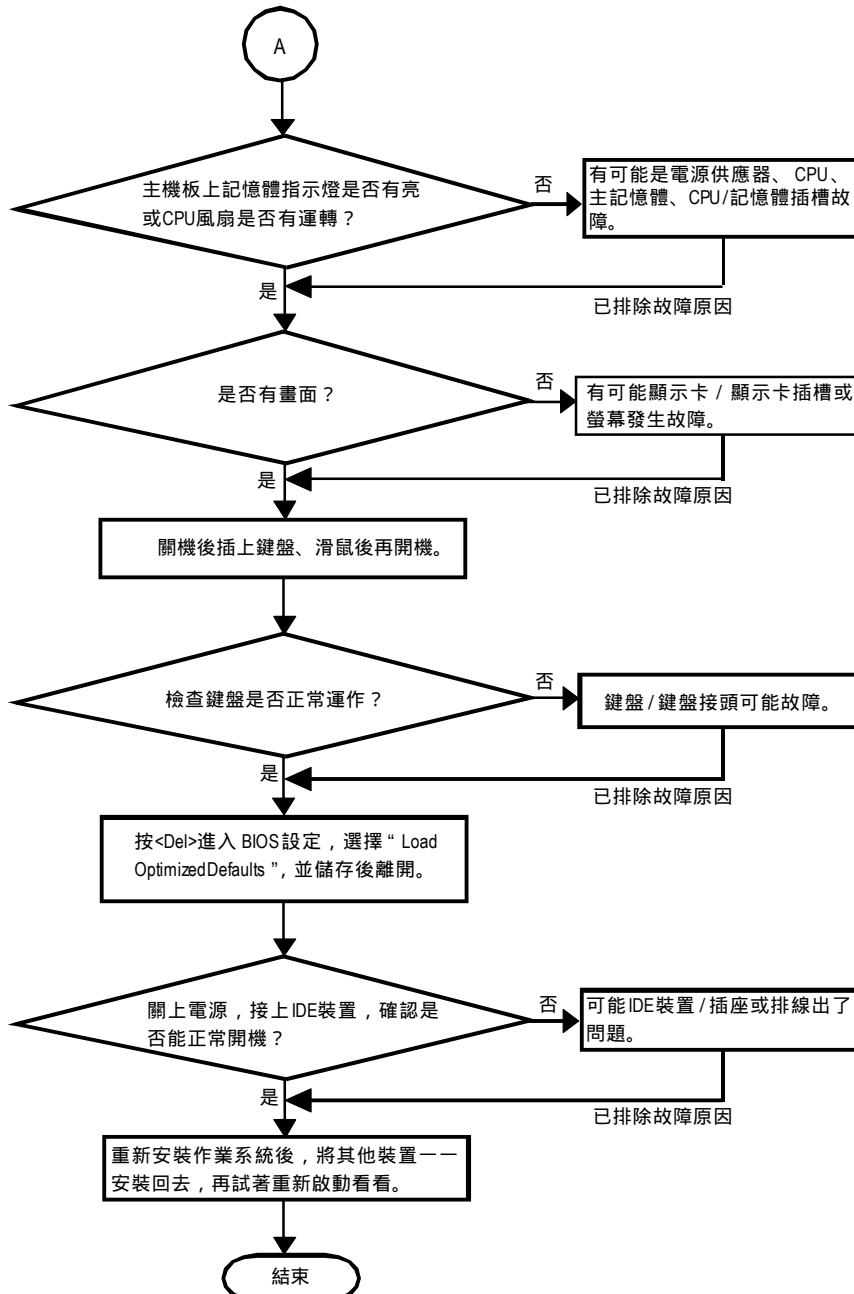 A
主機板上記憶體指示燈是否有亮
或CPU風扇是否有運轉？
否
有可能是電源供應器、CPU、
主記憶體、CPU/記憶體插槽故
障。
是
已排除故障原因
是否有畫面？
否
有可能顯示卡 / 顯示卡插槽或
螢幕發生故障。
是
已排除故障原因
關機後插上鍵盤、滑鼠後再開機。
檢查鍵盤是否正常運作？
否
鍵盤/鍵盤接頭可能故障。
是
已排除故障原因
按<Del>進入 BIOS設定，選擇“ Load
OptimizedDefaults ”, 並儲存後離開。
關上電源，接上IDE裝置，確認是
否能正常開機？
否
可能IDE裝置/插座或排線出了
問題。
是
已排除故障原因
重新安裝作業系統後，將其他裝置一一
安裝回去，再試著重新啟動看看。
結束